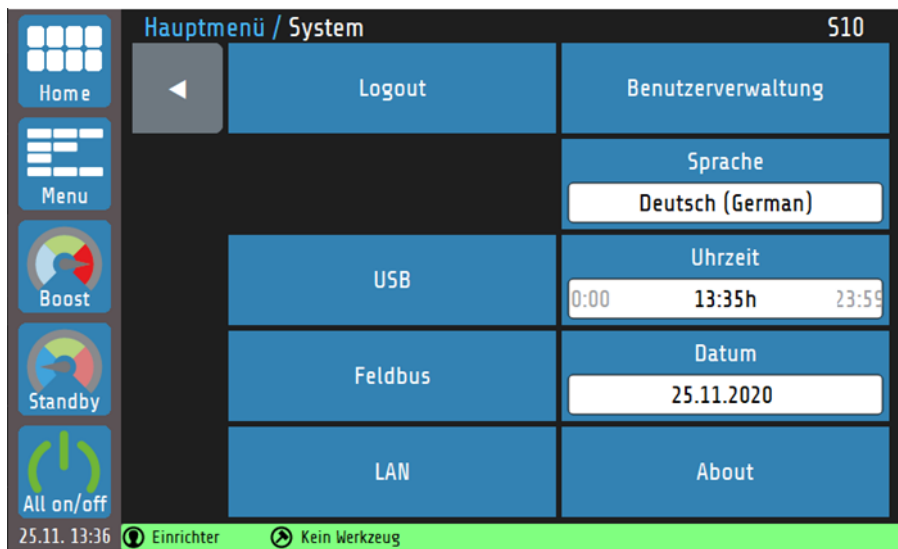 Hauptmenü / System S10
Home
◄ Logout Benutzerverwaltung
Menu
Sprache
Deutsch (German)
Boost
USB
Uhrzeit
0:00 13:35h 23:59
Standby
Feldbus
Datum
25.11.2020
All on/off
LAN About
25.11. 13:36 Einrichter Kein Werkzeug